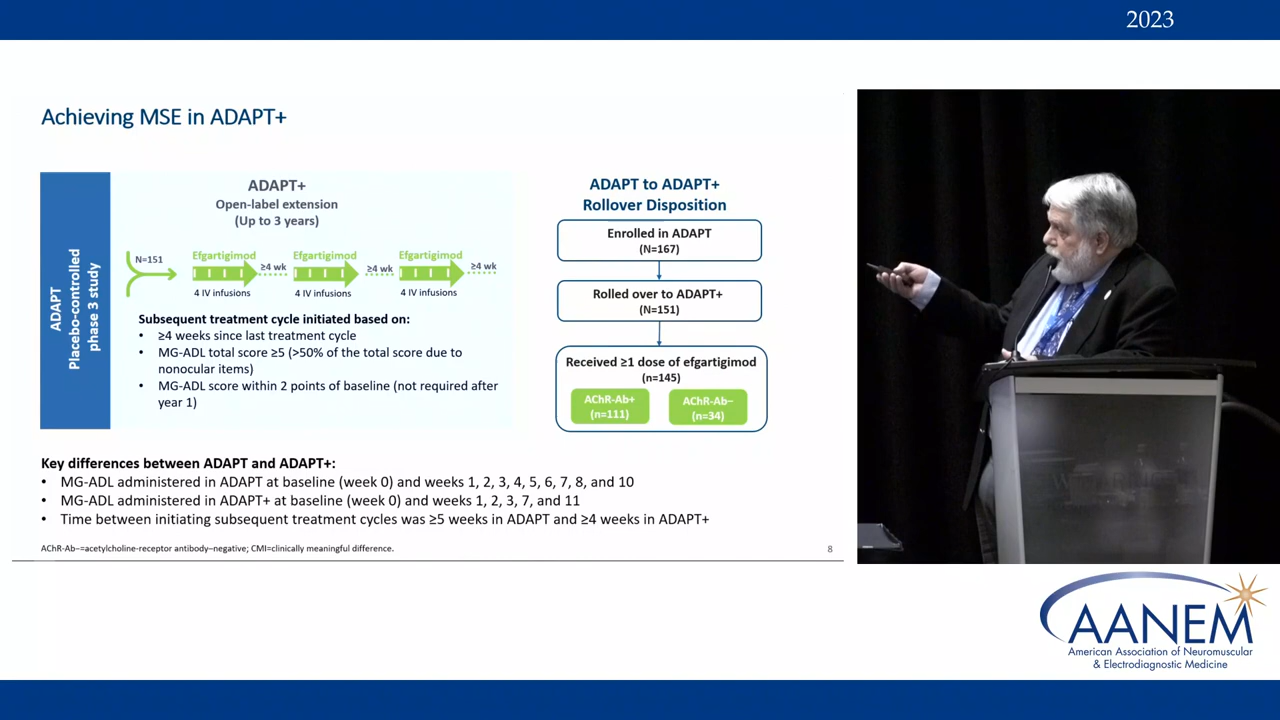 2023
Achieving MSE in ADAPT+
ADAPT
Placebo-controlled
phase 3 study
ADAPT+
Open-label extension
(Up to 3 years)
N=151
Efgartigimod
4 IV infusions
≥4 wk
Efgartigimod
4 IV infusions
≥4 wk
Efgartigimod
4 IV infusions
≥4 wk
Subsequent treatment cycle initiated based on:
• ≥4 weeks since last treatment cycle
• MG-ADL total score ≥5 (>50% of the total score due to
nonocular items)
• MG-ADL score within 2 points of baseline (not required after
year 1)
ADAPT to ADAPT+
Rollover Disposition
Enrolled in ADAPT
(N=167)
Rolled over to ADAPT+
(N=151)
Received ≥1 dose of efgartigimod
(n=145)
AChR-Ab+
(n=111)
AChR-Ab–
(n=34)
Key differences between ADAPT and ADAPT+:
• MG-ADL administered in ADAPT at baseline (week 0) and weeks 1, 2, 3, 4, 5, 6, 7, 8, and 10
• MG-ADL administered in ADAPT+ at baseline (week 0) and weeks 1, 2, 3, 7, and 11
• Time between initiating subsequent treatment cycles was ≥5 weeks in ADAPT and ≥4 weeks in ADAPT+
AChR-Ab–=acetylcholine-receptor antibody–negative; CMI=clinically meaningful difference.
8
AANEM
American Association of Neuromuscular
& Electrodiagnostic Medicine